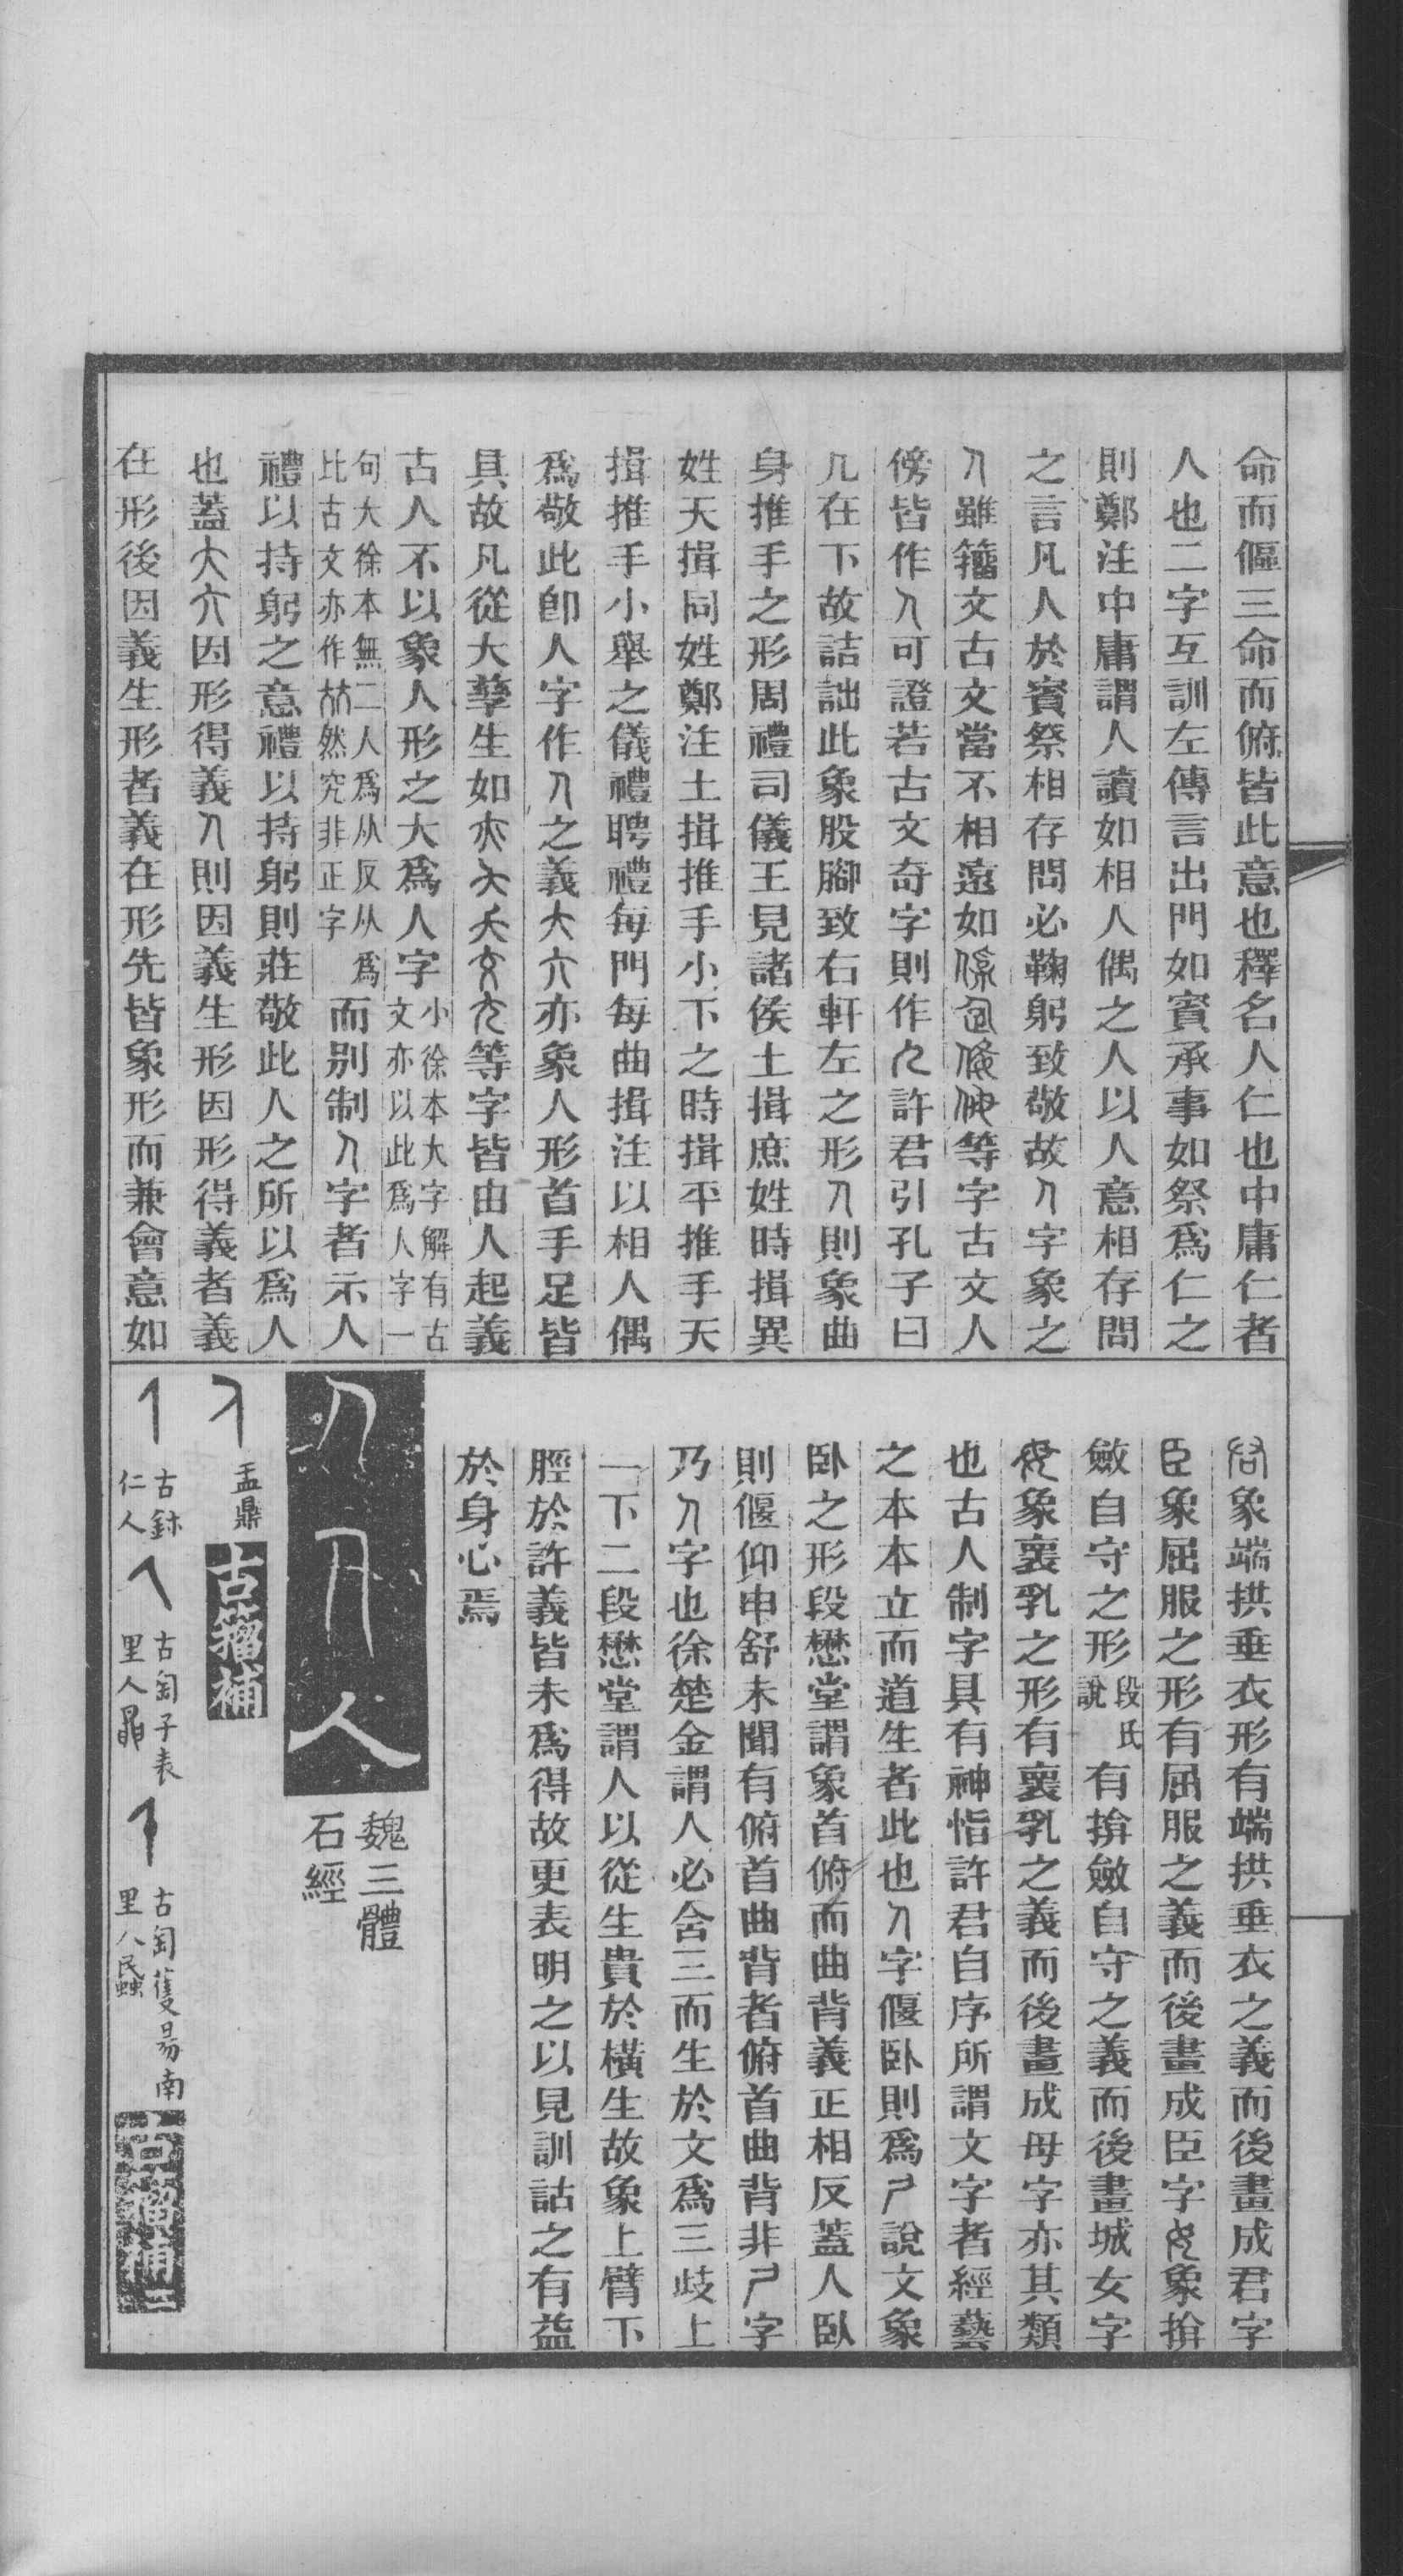 命而傴三命而俯皆此意也釋名人仁也中庸仁者
人也二字互訓左傳言出門如賓承事如祭爲仁之
則鄭注中庸謂人讀如相人偶之人以人意相存問
之言凡人於賓祭相存問必鞠躬致敬故人字象之
人雖籀文古文當不相遠如等字古文人
傍皆作人可證若古文奇字則作儿許君引孔子曰
儿在下故詰詘此象股腳致右軒左之形人則象曲
身推手之形周禮司儀王見諸侯土揖庶姓時揖異
姓天揖同姓鄭注土揖推手小下之時揖平推手天
揖推手小舉之儀禮聘禮每門每曲揖注以相人偶
爲敬此卽人字作人之義大亣亦象人形首手足皆
具故凡從大孳生如等字皆由人起義
古人不以象人形之大爲人字小徐本大字解有古文亦以此爲人字一
句大徐本無二人爲从反从爲比古文亦作然究非正字而别制人字者示人
禮以持躬之意禮以持躬則莊敬此人之所以爲人
也蓋大亣因形得義人則因義生形因形得義者義
在形後因義生形者義在形先皆象形而兼會意如
象端拱垂衣形有端拱垂衣之義而後畫成君字
臣象屈服之形有屈服之義而後畫成臣字象揜
斂自守之形段氏說有揜斂自守之義而後畫城女字
象褱乳之形有褱乳之義而後畫成母字亦其類
也古人制字具有神恉許君自序所謂文字者經藝
之本本立而道生者此也人字偃臥則爲尸說文象
臥之形段懋堂謂象首俯而曲背義正相反蓋人臥
則偃仰申舒未聞有俯首曲背者俯首曲背非尸字
乃人字也徐楚金謂人必舍三而生於文爲三歧上
一下二段懋堂謂人以從生貴於橫生故象上臂下
脛於許義皆未爲得故更表明之以見訓詁之有益
於身心焉
人 魏三體石經
盂鼎 古籀補
古鉨仁人 古匋子表里人 古匋蒦昜南里人民 古籀補